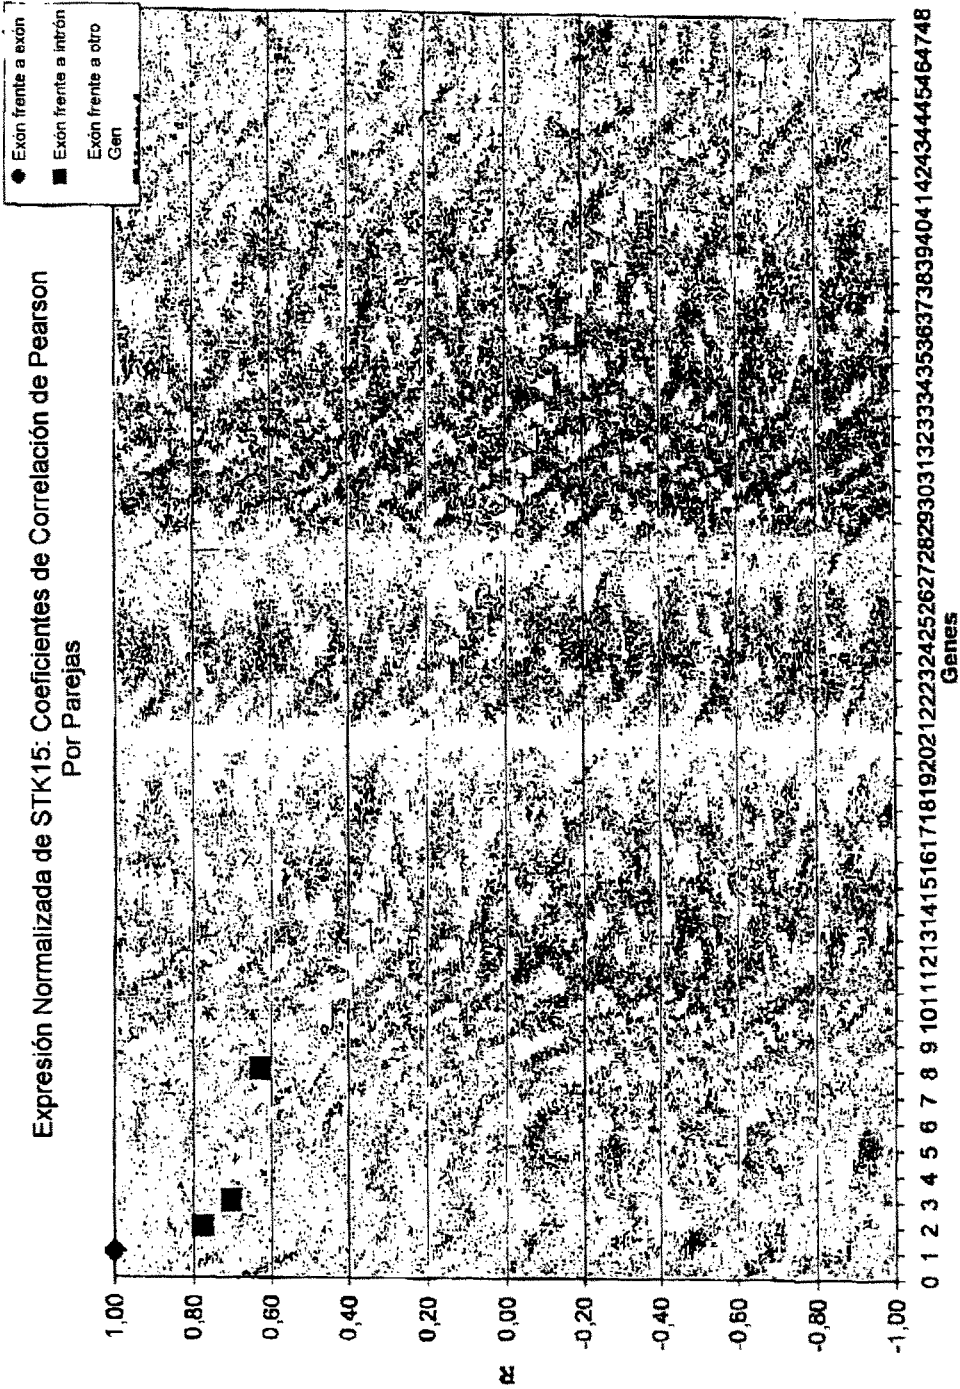 Expresión Normalizada de STK15: Coeficientes de Correlación de Pearson
Por Parejas
Exón frente a exón
Exón frente a intrón
Exón frente a otro
Gen
R
1,00
0,80
0,60
0,40
0,20
0,00
-0,20
-0,40
-0,60
-0,80
-1,00
0 1 2 3 4 5 6 7 8 9 101112131415161718192021222324252627282930313233343536373839404142434445464748
Genes